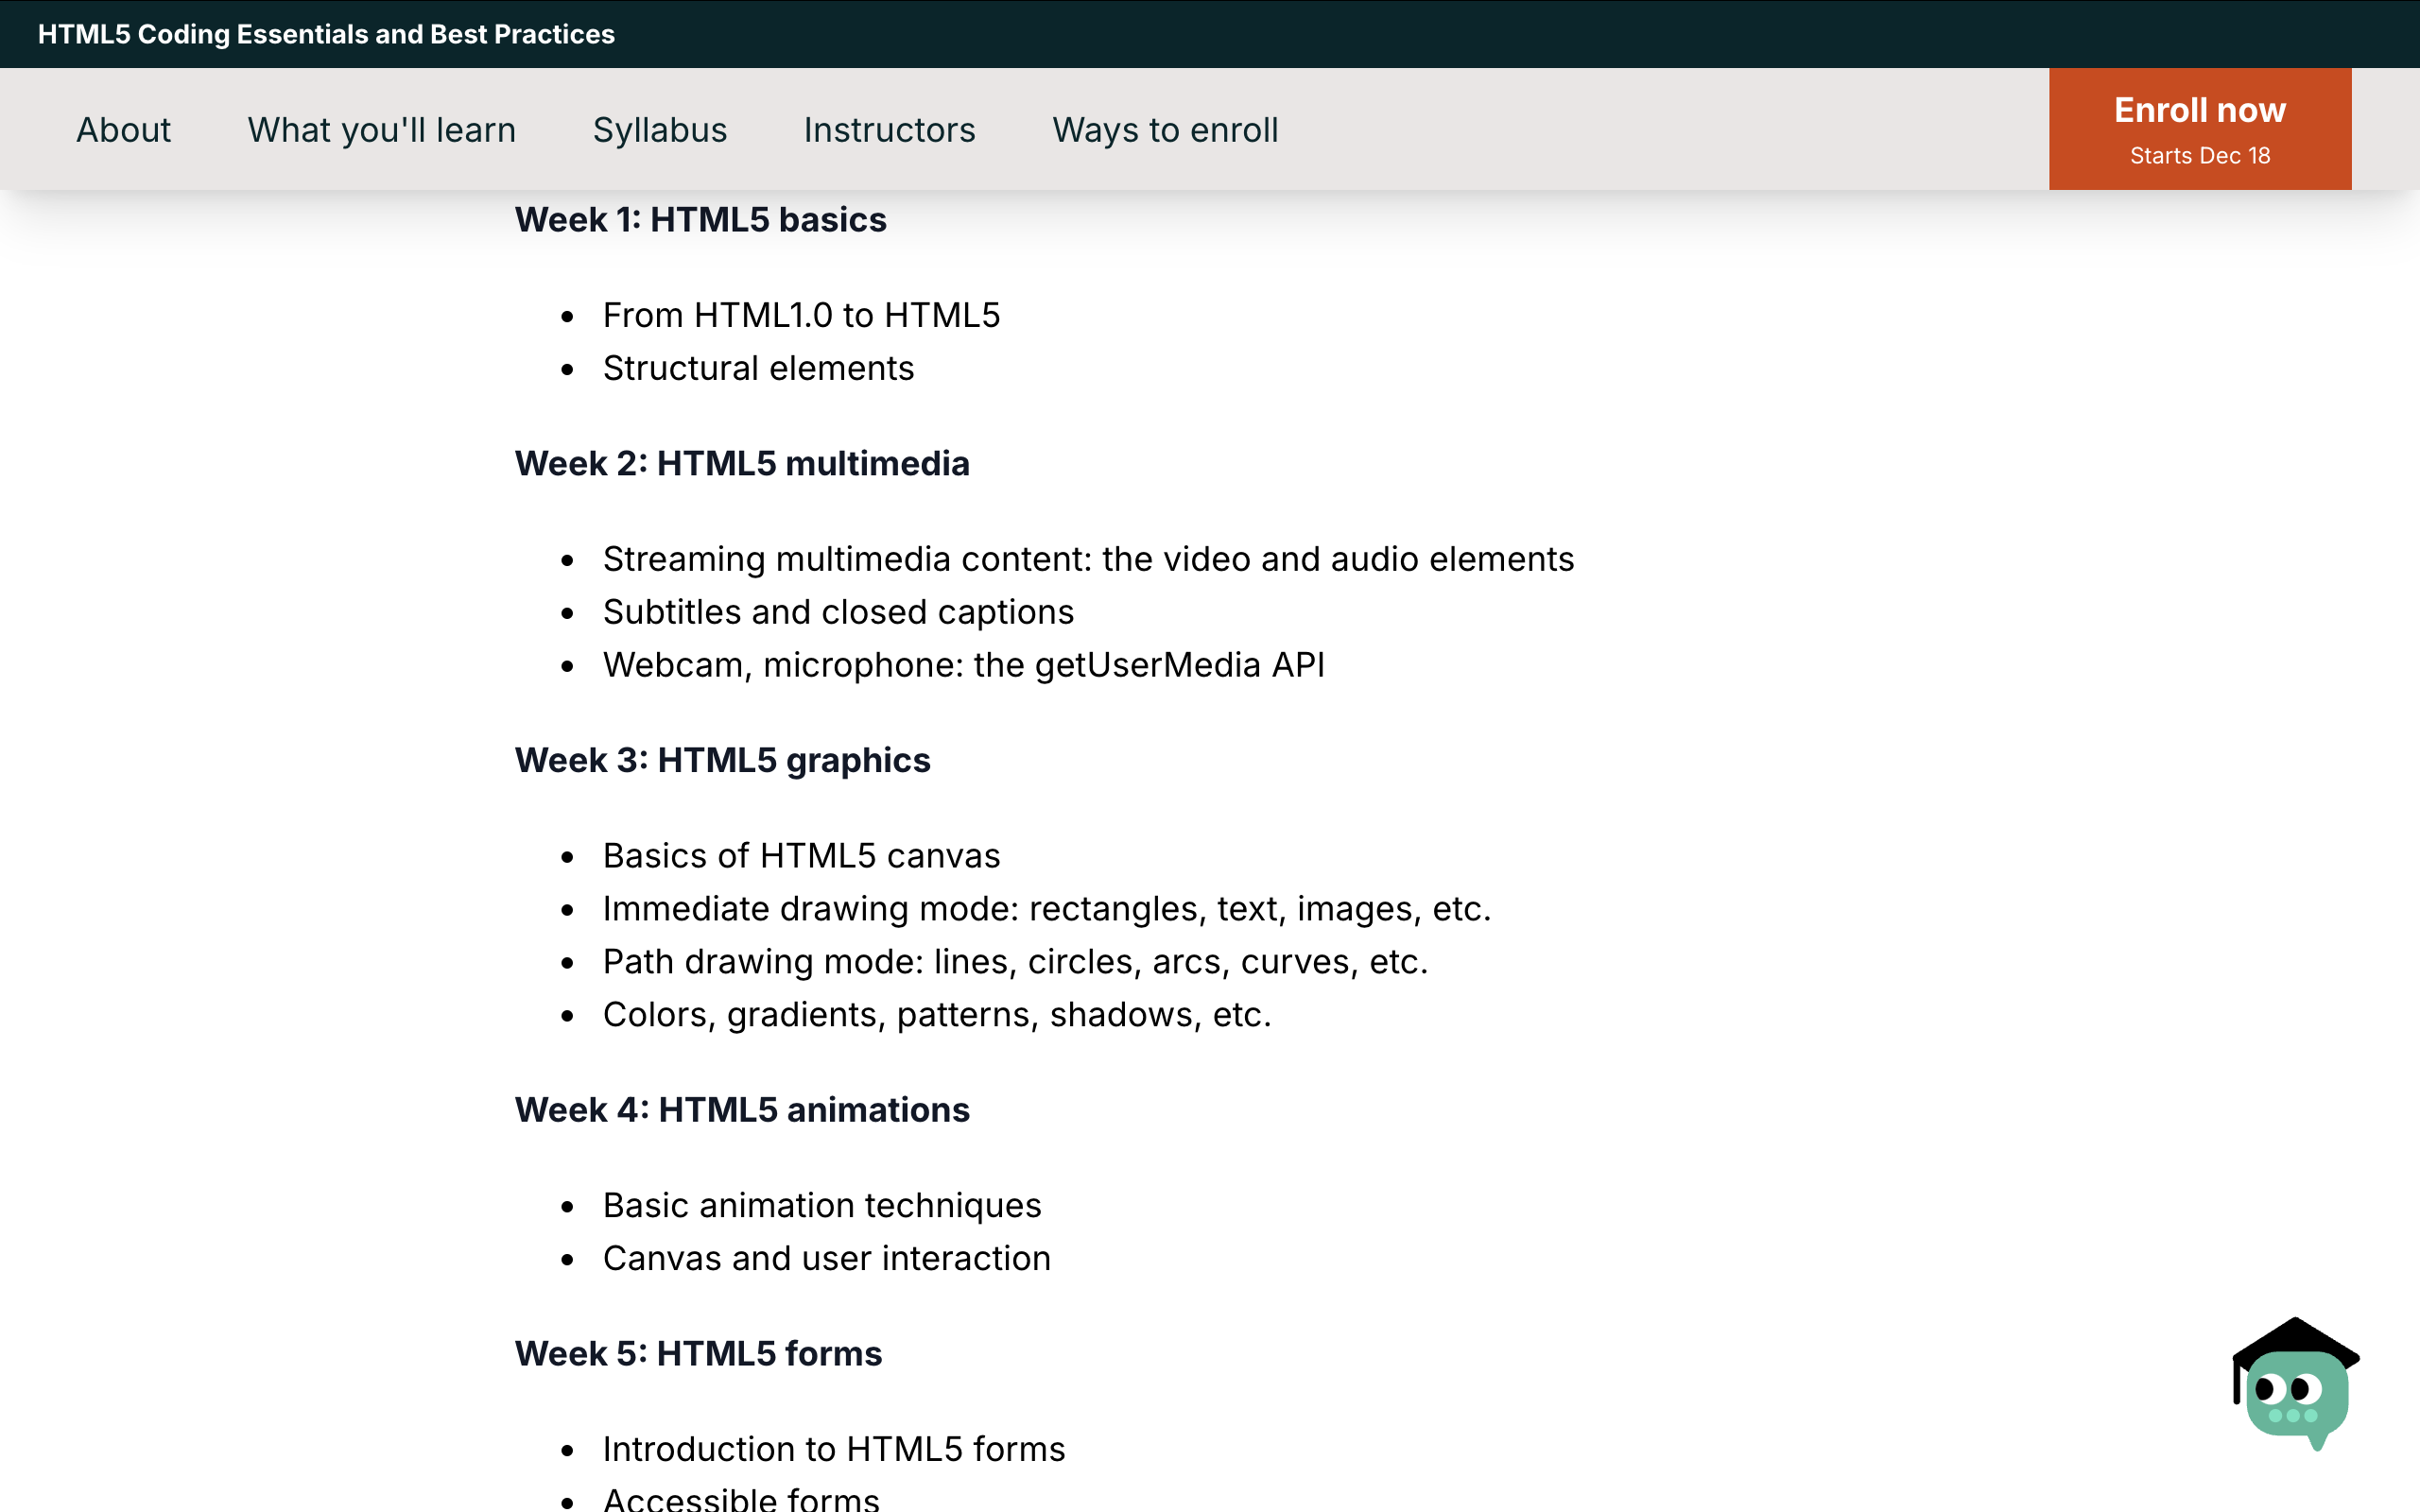 HTML5 Coding Essentials and Best Practices
About
What you'll learn
Syllabus
Instructors
Ways to enroll
Enroll now
Starts Dec 18
Week 1: HTML5 basics
From HTML1.0 to HTML5
Structural elements
Week 2: HTML5 multimedia
Streaming multimedia content: the video and audio elements
Subtitles and closed captions
Webcam, microphone: the getUserMedia API
Week 3: HTML5 graphics
Basics of HTML5 canvas
Immediate drawing mode: rectangles, text, images, etc.
Path drawing mode: lines, circles, arcs, curves, etc.
Colors, gradients, patterns, shadows, etc.
Week 4: HTML5 animations
Basic animation techniques
Canvas and user interaction
Week 5: HTML5 forms
Introduction to HTML5 forms
Accessible forms